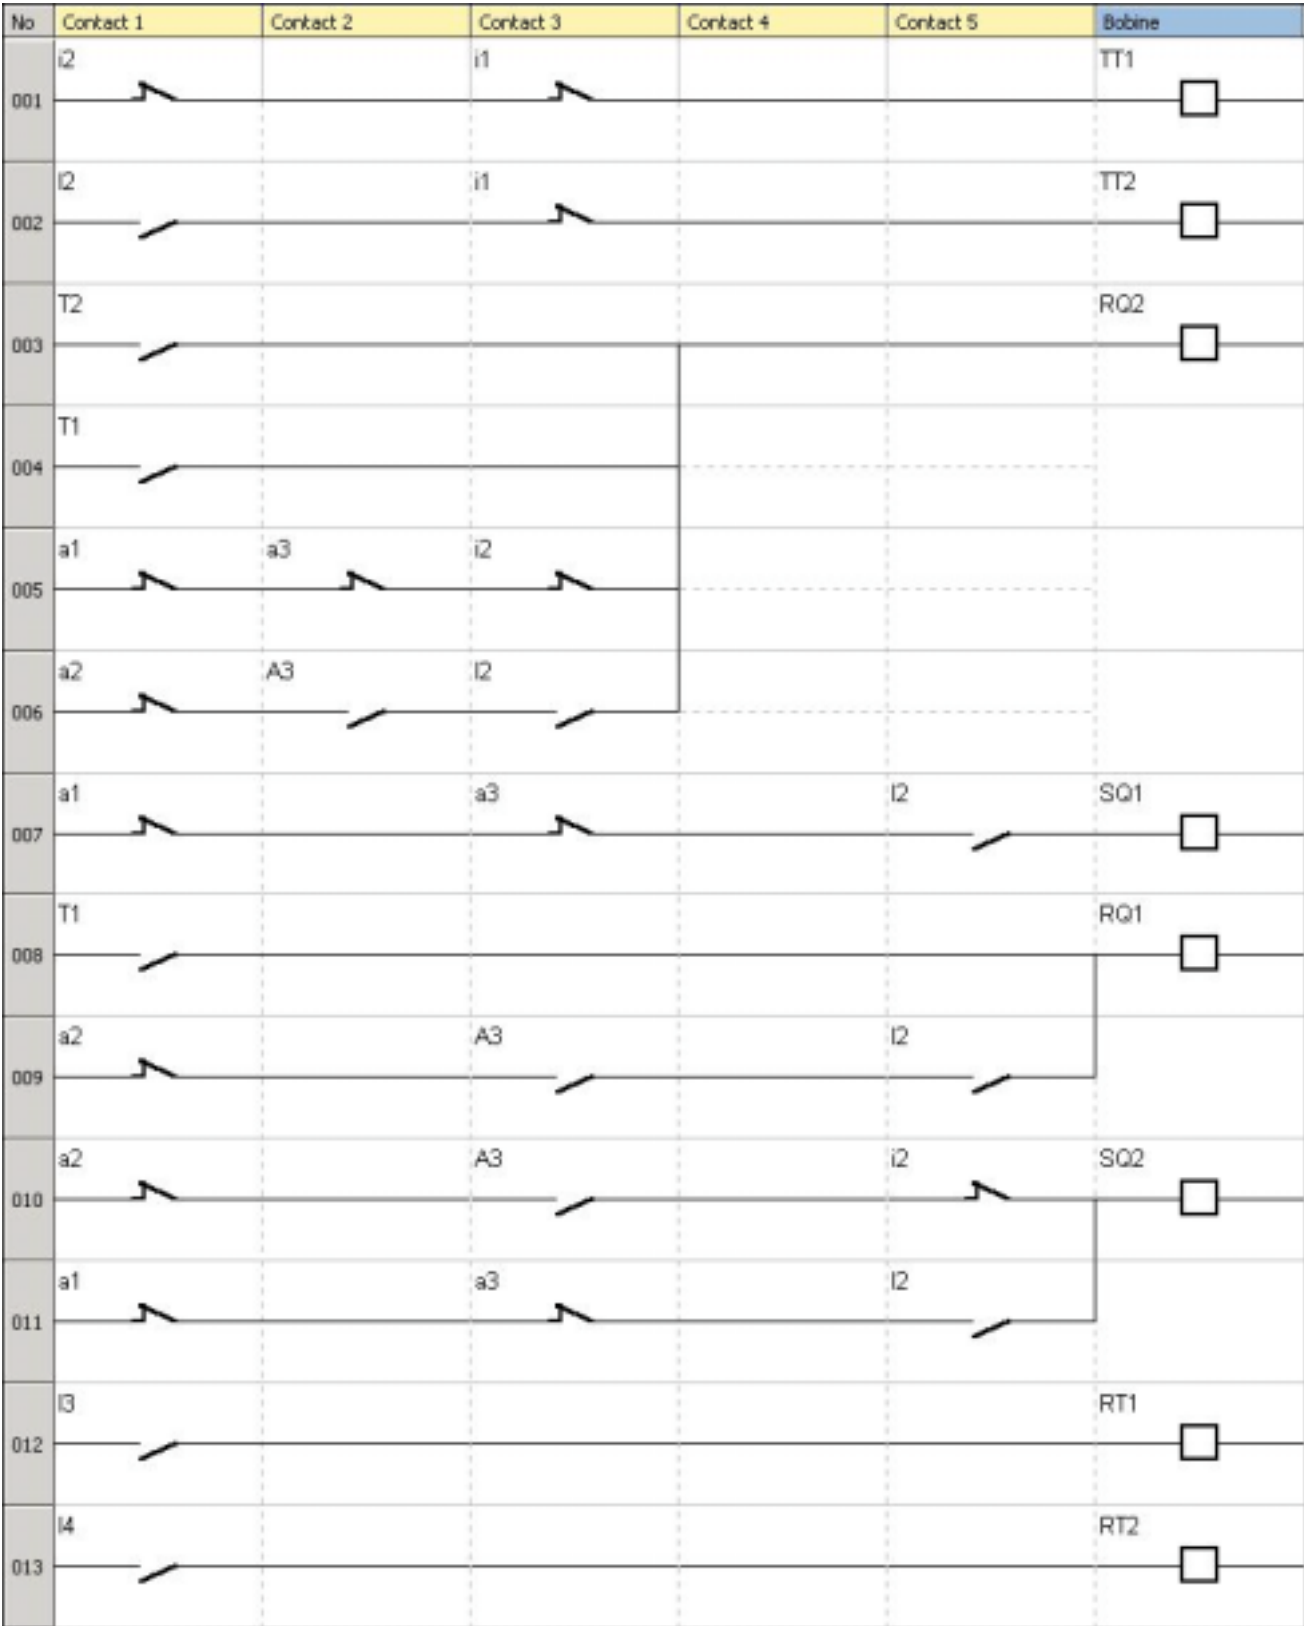 No Contact 1 Contact 2 Contact 3 Contact 4 Contact 5 Bobine
i2 i1 TT1
001
I2 i1 TT2
002
T2 RQ2
003
T1
004
a1 a3 i2
005
a2 A3 I2
006
a1 a3 I2 SQ1
007
T1 RQ1
008
a2 A3 I2
009
a2 A3 i2 SQ2
010
a1 a3 I2
011
I3 RT1
012
I4 RT2
013